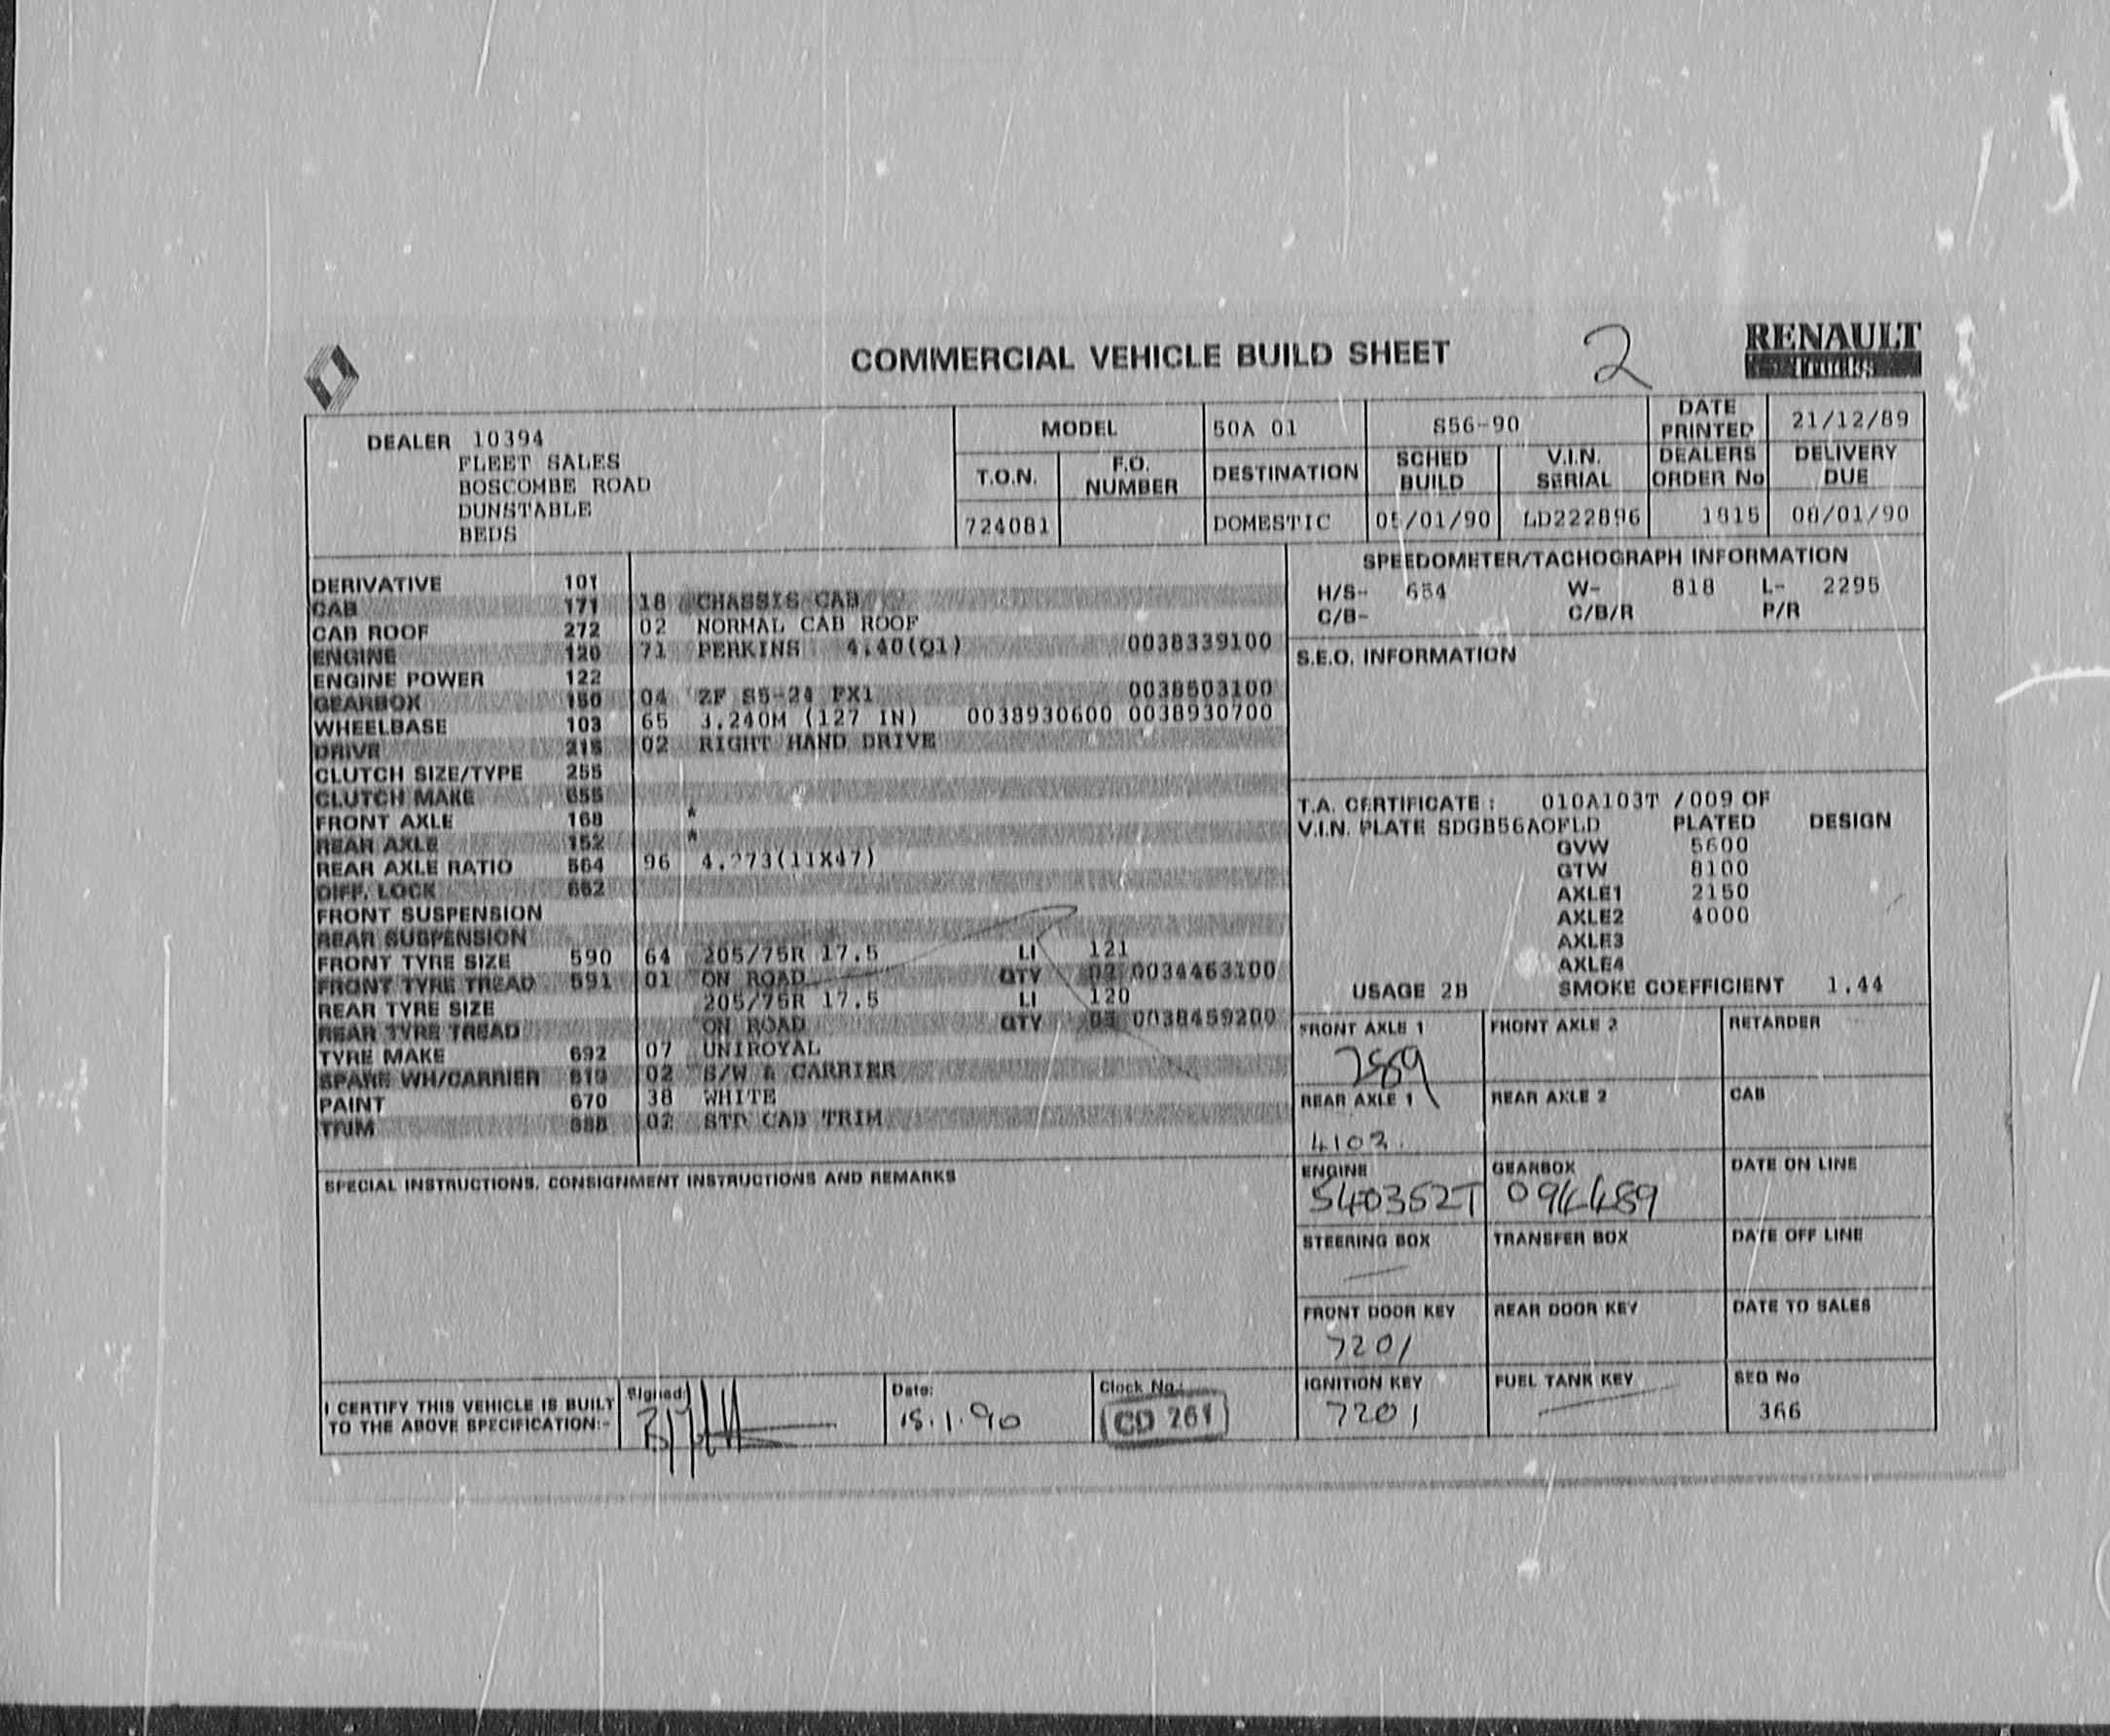 COMMERCIAL VEHICLE BUILD SHEET 2 RENAULT
TRUCKS
DEALER 10394
FLEET SALES
BOSCOMBE ROAD
DUNSTABLE
BEDS
MODEL 50A 01 S56-90 DATE PRINTED 21/12/89
T.O.N. F.O. NUMBER DESTINATION SCHED BUILD V.I.N. SERIAL DEALERS ORDER No DELIVERY DUE
724081 DOMESTIC 05/01/90 LD222896 1815 08/01/90
DERIVATIVE 101
CAB 171 18 CHASSIS CAB
CAB ROOF 272 02 NORMAL CAB ROOF
ENGINE 120 71 PERKINS 4.40(Q1) 0038339100
ENGINE POWER 122
GEARBOX 150 04 ZF S5-24 FX1 0038503100
WHEELBASE 103 65 3.240M (127 IN) 0038930600 0038930700
DRIVE 215 02 RIGHT HAND DRIVE
CLUTCH SIZE/TYPE 255
CLUTCH MAKE 655
FRONT AXLE 168 *
REAR AXLE 152 *
REAR AXLE RATIO 564 96 4.273(11X47)
DIFF. LOCK 662
FRONT SUSPENSION
REAR SUSPENSION
FRONT TYRE SIZE 590 64 205/75R 17.5 LI 121
FRONT TYRE TREAD 591 01 ON ROAD QTY 02 0034463100
REAR TYRE SIZE 205/75R 17.5 LI 120
REAR TYRE TREAD ON ROAD QTY 05 0038459200
TYRE MAKE 692 07 UNIROYAL
SPARE WH/CARRIER 619 02 S/W & CARRIER
PAINT 670 38 WHITE
TRIM 02 STD CAB TRIM
SPECIAL INSTRUCTIONS, CONSIGNMENT INSTRUCTIONS AND REMARKS
SPEEDOMETER/TACHOGRAPH INFORMATION
H/S- 654 W- 818 L- 2295
C/B- C/B/R P/R
S.E.O. INFORMATION
T.A. CERTIFICATE : 010A103T /009 OF
V.I.N. PLATE SDGB56AOFLD PLATED DESIGN
GVW 5600
GTW 8100
AXLE1 2150
AXLE2 4000
AXLE3
AXLE4
USAGE 2B SMOKE COEFFICIENT 1.44
FRONT AXLE 1 FRONT AXLE 2 RETARDER
7589
REAR AXLE 1 REAR AXLE 2 CAB
4102.
ENGINE GEARBOX DATE ON LINE
540352T 094489
STEERING BOX TRANSFER BOX DATE OFF LINE
FRONT DOOR KEY REAR DOOR KEY DATE TO SALES
7201
IGNITION KEY FUEL TANK KEY SEQ No
7201 366
I CERTIFY THIS VEHICLE IS BUILT
TO THE ABOVE SPECIFICATION:-
Signed:
Date:
15.1.90
Clock No.:
CD 261